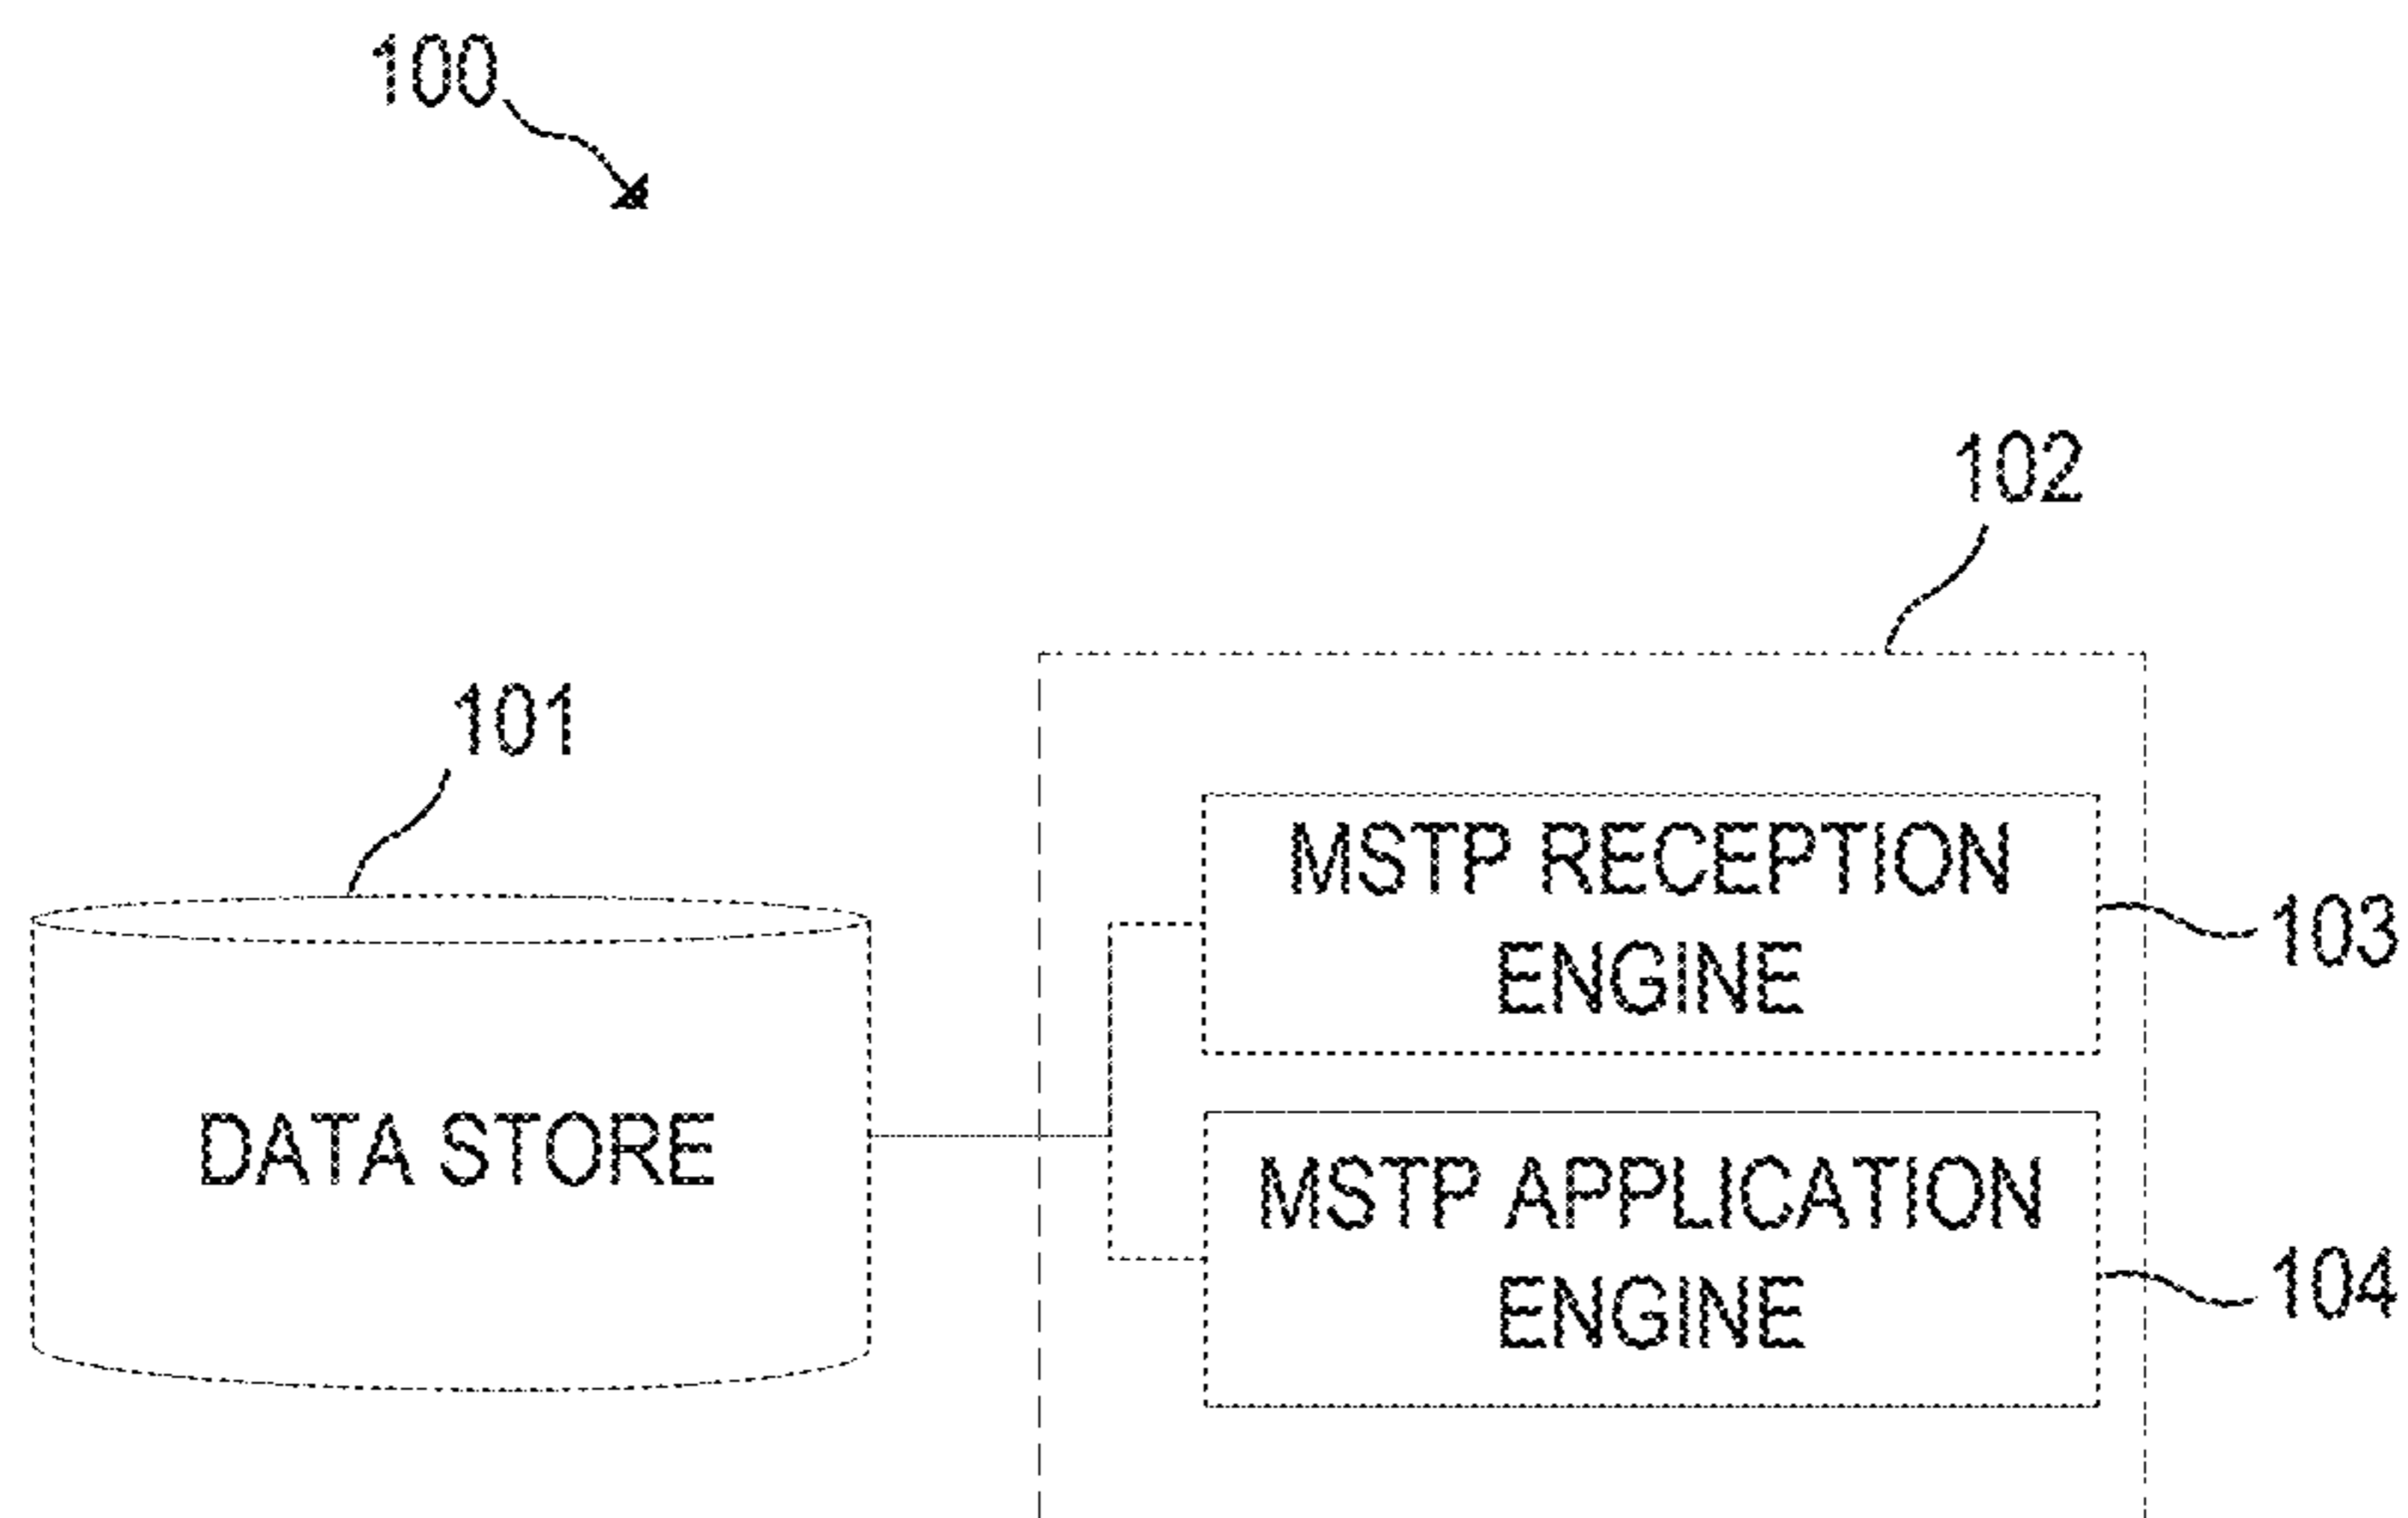 100
102
101
MSTP RECEPTION
ENGINE
103
DATA STORE
MSTP APPLICATION
ENGINE
104